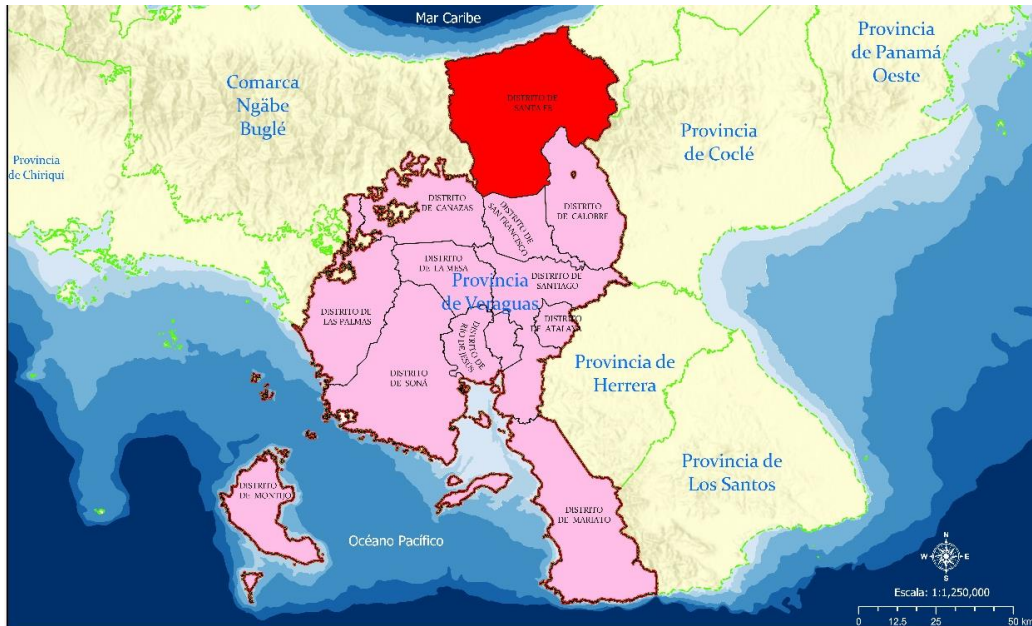 Mar Caribe
Provincia
de Panamá
Oeste
Comarca
Ngäbe
Buglé
DISTRITO DE
SANTA FE
Provincia
de Coclé
Provincia
de Chiriquí
DISTRITO
DE CAÑAZAS
DISTRITO DE
SAN FRANCISCO
DISTRITO
DE CALOBRE
DISTRITO
DE LA MESA
DISTRITO DE
SANTIAGO
Provincia
de Veraguas
DISTRITO DE
LAS PALMAS
DISTRITO DE
RÍO DE JESÚS
DISTRITO
DE ATALAYA
DISTRITO
DE SONÁ
Provincia de
Herrera
Provincia de
Los Santos
DISTRITO
DE MONTIJO
DISTRITO
DE MARIATO
Océano Pacífico
N
W
E
S
Escala: 1:1,250,000
0 12.5 25 50 km